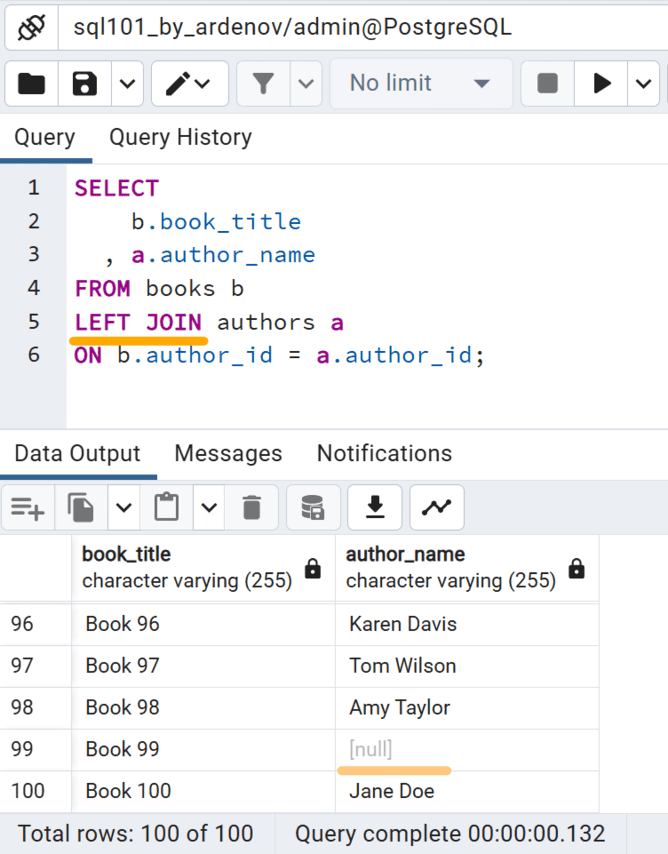 sql101_by_ardenov/admin@PostgreSQL
No limit
Query Query History
1 SELECT
2 b.book_title
3 , a.author_name
4 FROM books b
5 LEFT JOIN authors a
6 ON b.author_id = a.author_id;
Data Output Messages Notifications
book_title author_name
character varying (255) character varying (255)
96 Book 96 Karen Davis
97 Book 97 Tom Wilson
98 Book 98 Amy Taylor
99 Book 99 [null]
100 Book 100 Jane Doe
Total rows: 100 of 100 Query complete 00:00:00.132